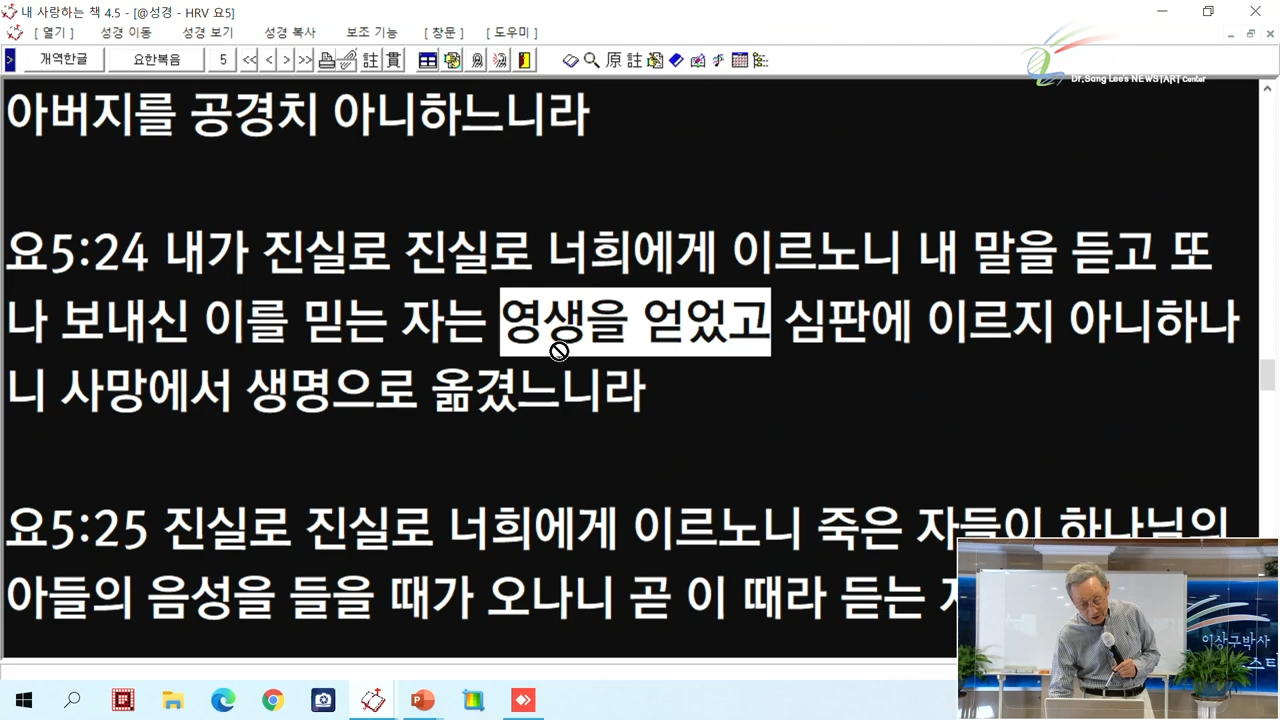 내 사랑하는 책 4.5 - [@성경 - HRV 요5]
[ 열기 ] 성경 이동 성경 보기 성경 복사 보조 기능 [ 창문 ] [ 도우미 ]
개역한글 요한복음 5 << < > >> 註 貫 原 註
Dr.Sang Lee's NEWSTART Center
아버지를 공경치 아니하느니라
요5:24 내가 진실로 진실로 너희에게 이르노니 내 말을 듣고 또
나 보내신 이를 믿는 자는 영생을 얻었고 심판에 이르지 아니하나
니 사망에서 생명으로 옮겼느니라
요5:25 진실로 진실로 너희에게 이르노니 죽은 자들이 하나님의
아들의 음성을 들을 때가 오나니 곧 이 때라 듣는
이상구박사